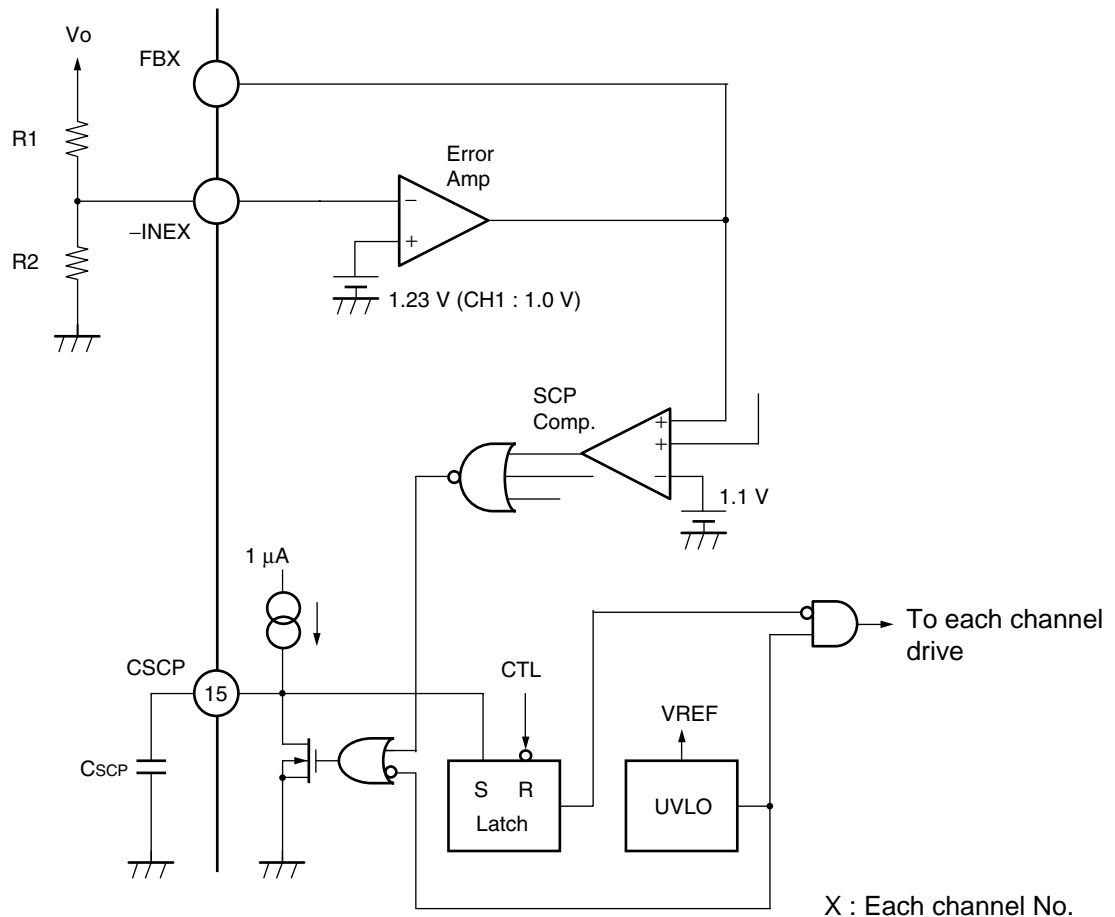 Vo
FBX
R1
Error
Amp
−
+
−INEX
R2
1.23 V (CH1 : 1.0 V)
SCP
Comp.
+
+
−
1.1 V
1 μA
To each channel
drive
CSCP
15
CTL
VREF
CSCP
S R
Latch
UVLO
X : Each channel No.